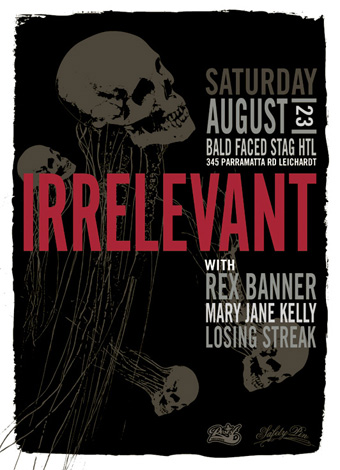 SATURDAY
AUGUST 23
BALD FACED STAG HTL
345 PARRAMATTA RD LEICHARDT
IRRELEVANT
WITH
REX BANNER
MARY JANE KELLY
LOSING STREAK
Safety Pin